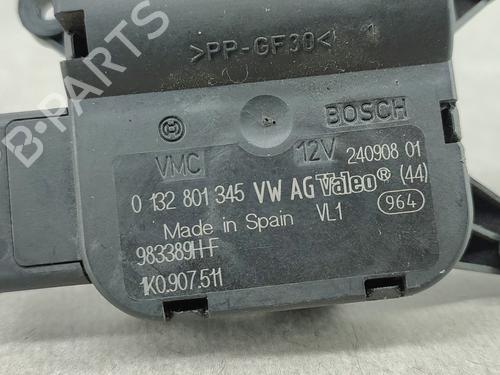 >PP-GF30<
BOSCH
VMC 12V 240908 01
0 132 801 345 VW AG Valeo® (44)
Made in Spain VL1 964
983389H-F
1K0.907.511
B-PARTS